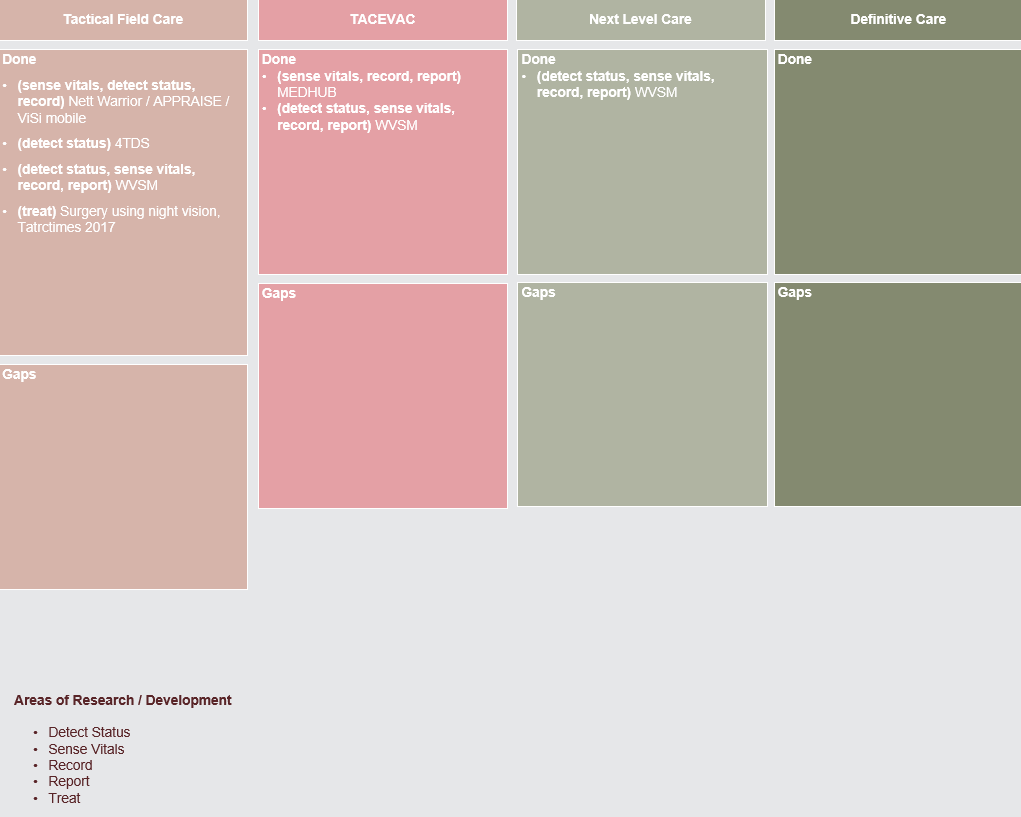 Tactical Field Care
Done
• (sense vitals, detect status,
record) Nett Warrior / APPRAISE /
ViSi mobile
• (detect status) 4TDS
• (detect status, sense vitals,
record, report) WVSM
• (treat) Surgery using night vision,
Tatrctimes 2017
Gaps
TACEVAC
Done
• (sense vitals, record, report)
MEDHUB
• (detect status, sense vitals,
record, report) WVSM
Gaps
Next Level Care
Done
• (detect status, sense vitals,
record, report) WVSM
Gaps
Definitive Care
Done
Gaps
Areas of Research / Development
• Detect Status
• Sense Vitals
• Record
• Report
• Treat